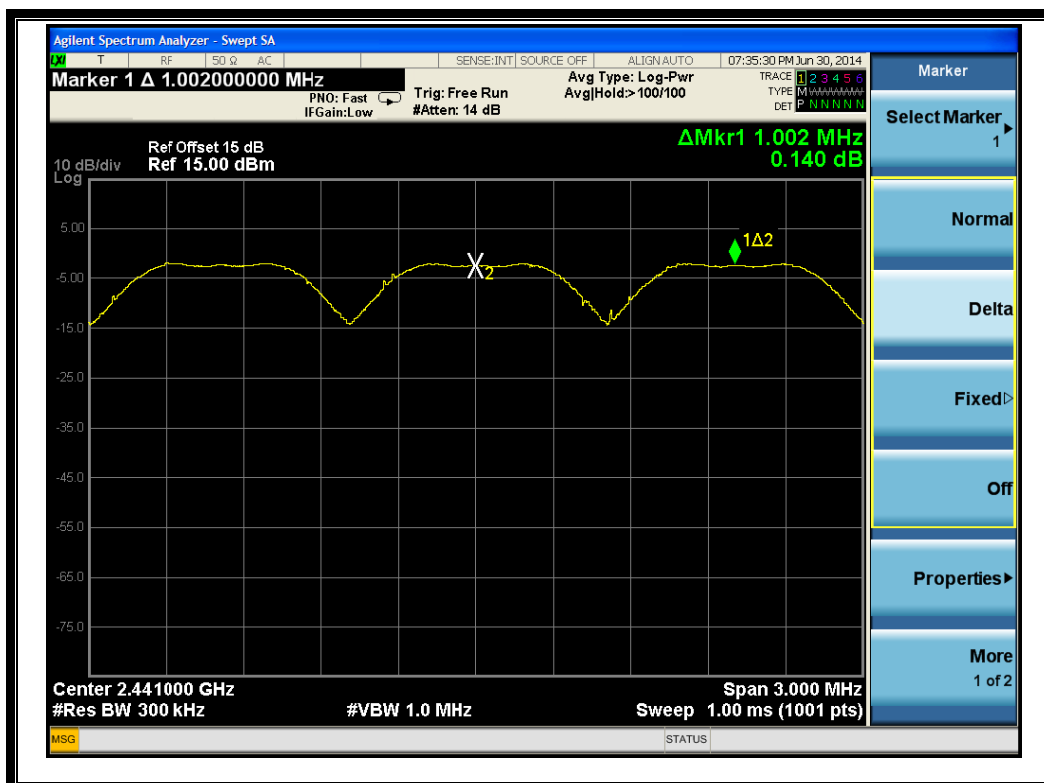 Agilent Spectrum Analyzer - Swept SA
LXI T RF 50 Ω AC SENSE:INT SOURCE OFF ALIGN AUTO 07:35:30 PM Jun 30, 2014
Marker 1 Δ 1.002000000 MHz
PNO: Fast
IFGain:Low
Trig: Free Run
#Atten: 14 dB
Avg Type: Log-Pwr
Avg|Hold:>100/100
TRACE 1 2 3 4 5 6
TYPE M
DET P N N N N N
ΔMkr1 1.002 MHz
0.140 dB
Ref Offset 15 dB
10 dB/div Ref 15.00 dBm
Log
5.00
-5.00
-15.0
-25.0
-35.0
-45.0
-55.0
-65.0
-75.0
1Δ2
2
Center 2.441000 GHz Span 3.000 MHz
#Res BW 300 kHz #VBW 1.0 MHz Sweep 1.00 ms (1001 pts)
MSG STATUS
Marker
Select Marker
1
Normal
Delta
Fixed
Off
Properties
More
1 of 2